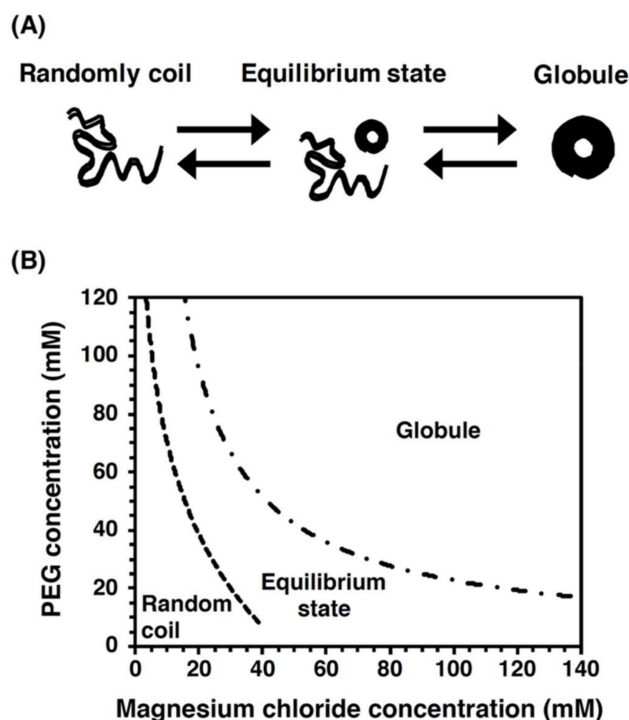 (A)
Randomly coil Equilibrium state Globule
(B)
PEG concentration (mM)
120
100
80
60
40
20
0
Globule
Equilibrium
state
Random
coil
0 20 40 60 80 100 120 140
Magnesium chloride concentration (mM)